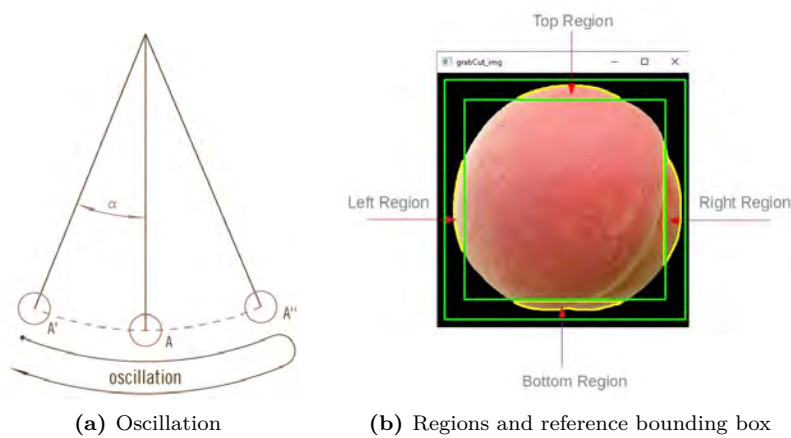 α
A'
A
A"
oscillation
(a) Oscillation
Top Region
grabCut_img
Left Region
Right Region
Bottom Region
(b) Regions and reference bounding box